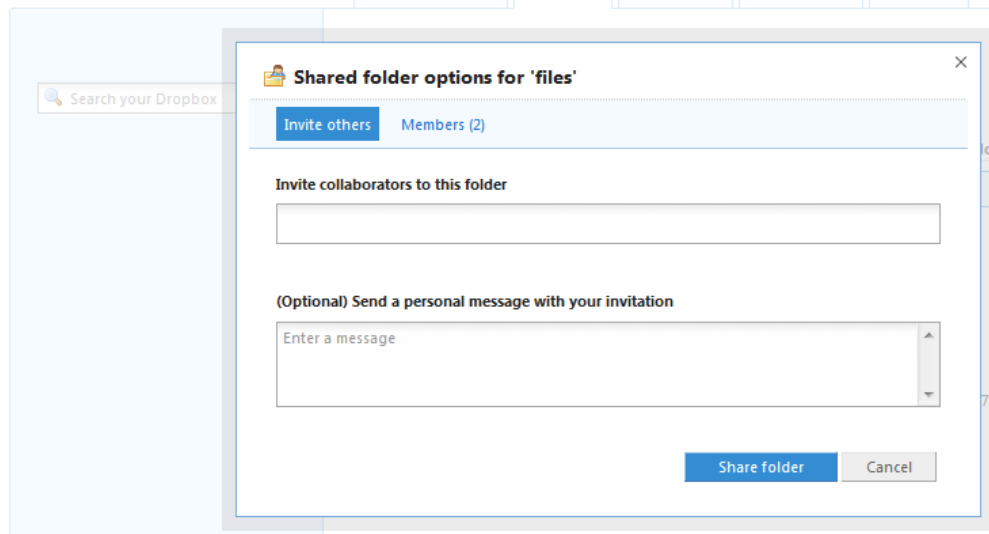 Shared folder options for 'files'
Search your Dropbox
Invite others Members (2)
Invite collaborators to this folder
(Optional) Send a personal message with your invitation
Enter a message
Share folder Cancel